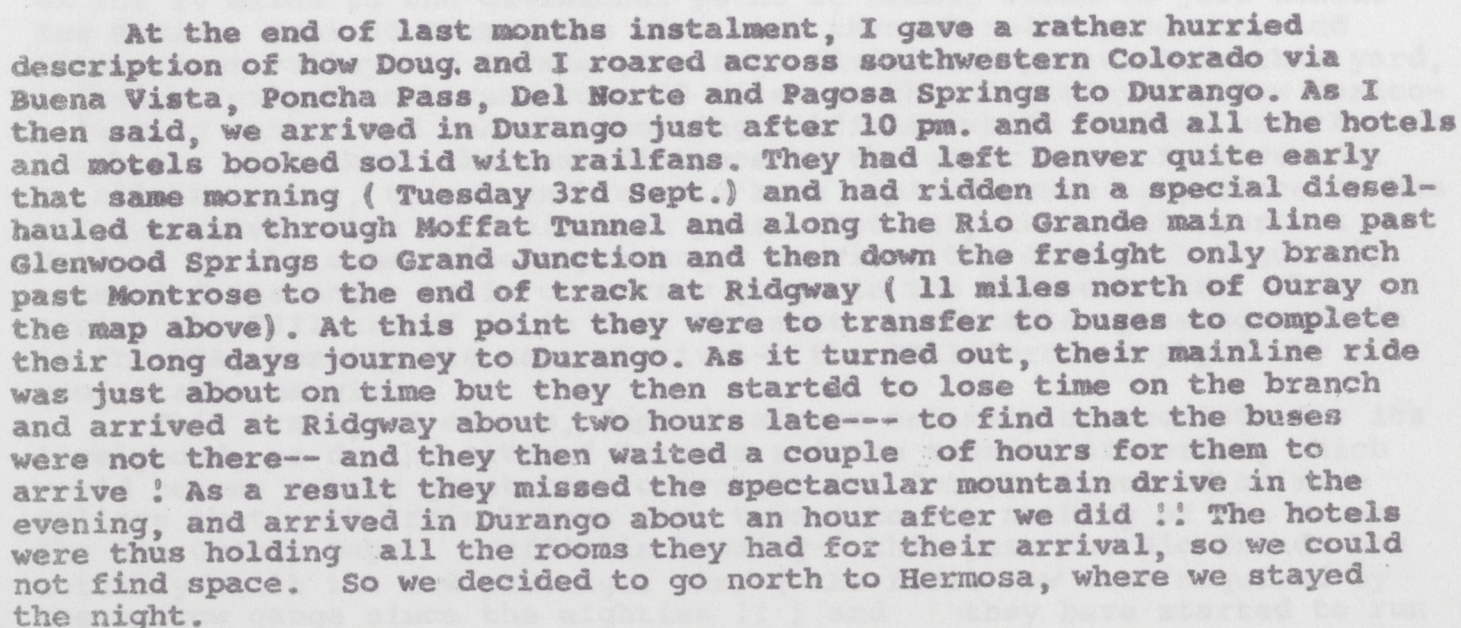 At the end of last months instalment, I gave a rather hurried
description of how Doug. and I roared across southwestern Colorado via
Buena Vista, Poncha Pass, Del Norte and Pagosa Springs to Durango. As I
then said, we arrived in Durango just after 10 pm. and found all the hotels
and motels booked solid with railfans. They had left Denver quite early
that same morning ( Tuesday 3rd Sept.) and had ridden in a special diesel-
hauled train through Moffat Tunnel and along the Rio Grande main line past
Glenwood Springs to Grand Junction and then down the freight only branch
past Montrose to the end of track at Ridgway ( 11 miles north of Ouray on
the map above). At this point they were to transfer to buses to complete
their long days journey to Durango. As it turned out, their mainline ride
was just about on time but they then started to lose time on the branch
and arrived at Ridgway about two hours late--- to find that the buses
were not there-- and they then waited a couple of hours for them to
arrive ! As a result they missed the spectacular mountain drive in the
evening, and arrived in Durango about an hour after we did !! The hotels
were thus holding all the rooms they had for their arrival, so we could
not find space. So we decided to go north to Hermosa, where we stayed
the night.